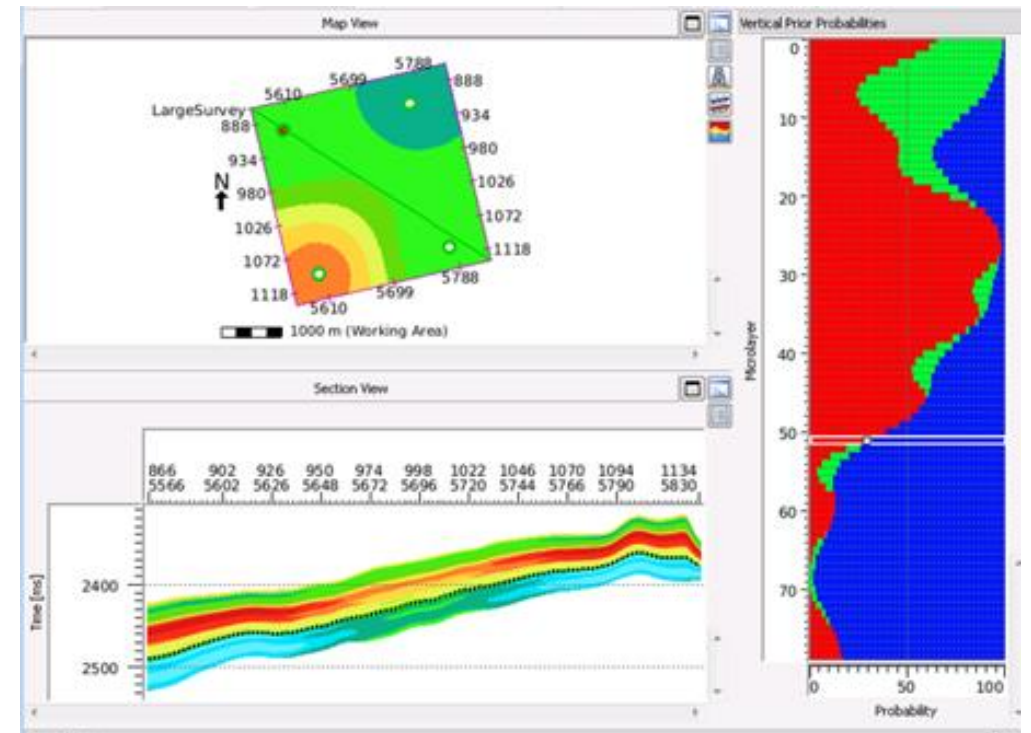 Map View
Vertical Prior Probabilities
LargeSurvey
5610
5699
5788
888
934
980
1026
1072
1118
888
934
980
1026
1072
1118
5610
5699
5788
1000 m (Working Area)
N
Section View
866 902 926 950 974 998 1022 1046 1070 1094 1134
5566 5602 5626 5648 5672 5696 5720 5744 5766 5790 5830
Time [ms]
2400
2500
Microlayer
0
10
20
30
40
50
60
70
0 50 100
Probability